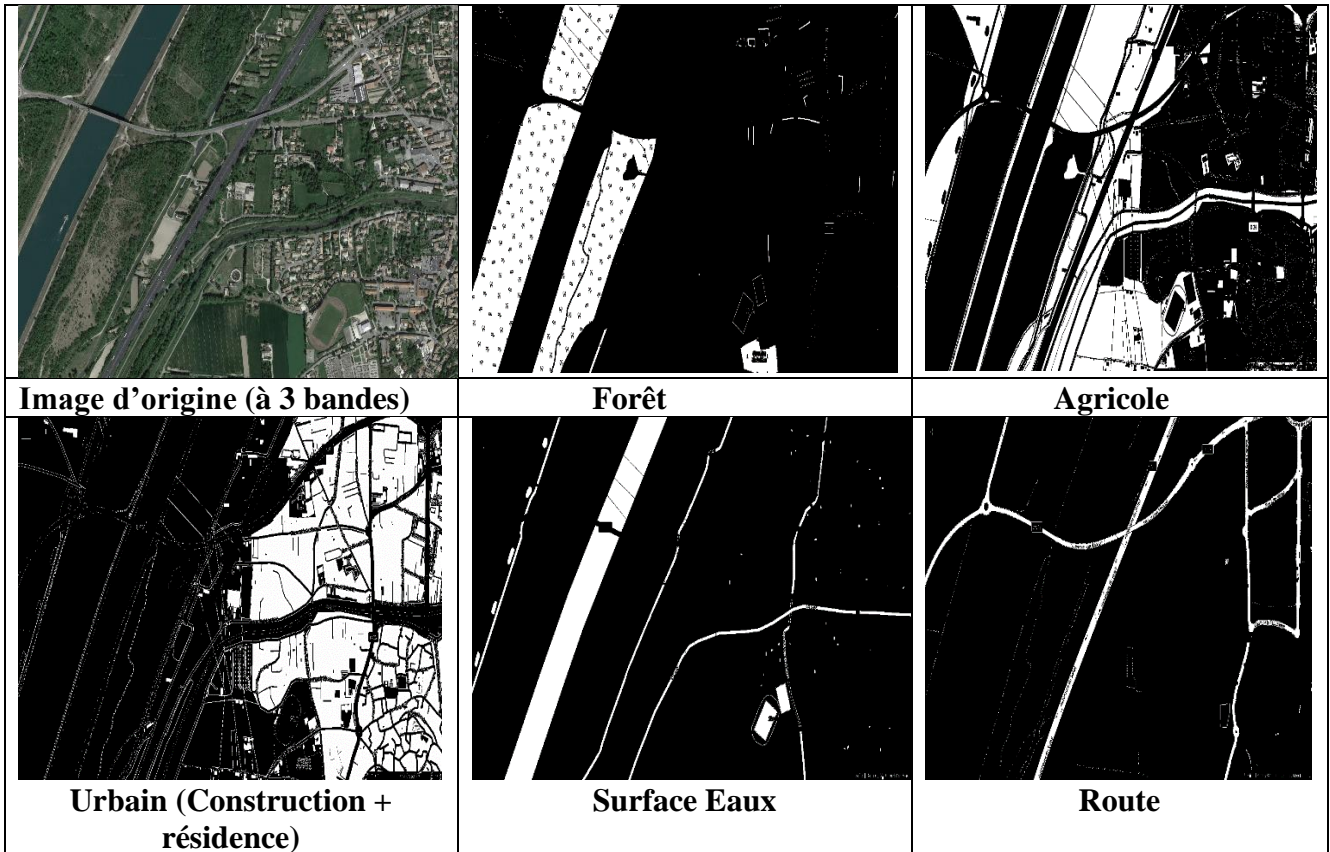 Image d’origine (à 3 bandes)
Forêt
Agricole
Urbain (Construction +
résidence)
Surface Eaux
Route